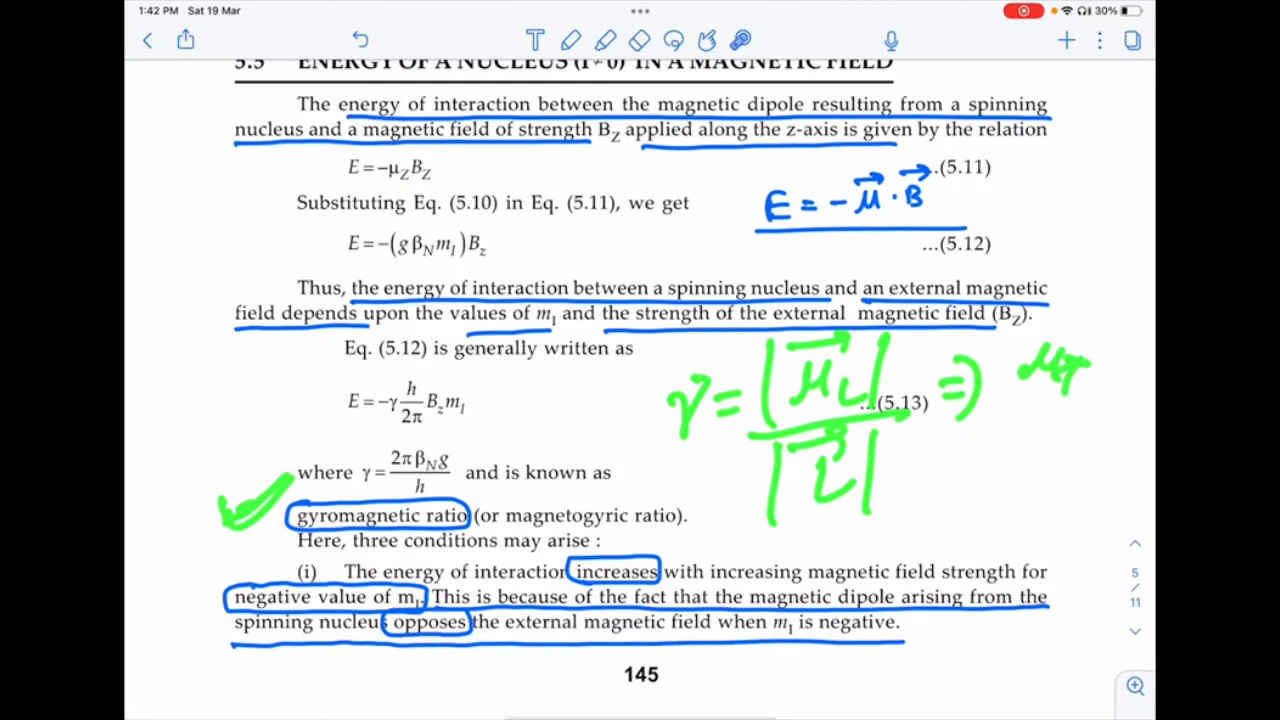 1:42 PM Sat 19 Mar
30%
5.5 ENERGY OF A NUCLEUS (I ≠ 0) IN A MAGNETIC FIELD
The energy of interaction between the magnetic dipole resulting from a spinning
nucleus and a magnetic field of strength B_Z applied along the z-axis is given by the relation
E = −μ_Z B_Z ...(5.11)
E = − μ⃗ · B⃗
Substituting Eq. (5.10) in Eq. (5.11), we get
E = −(g β_N m_I) B_z ...(5.12)
Thus, the energy of interaction between a spinning nucleus and an external magnetic
field depends upon the values of m_I and the strength of the external magnetic field (B_Z).
Eq. (5.12) is generally written as
E = −γ h/2π B_z m_I ...(5.13)
γ = |μ⃗_L| / |L⃗| ⇒
where γ = 2πβ_N g / h and is known as
gyromagnetic ratio (or magnetogyric ratio).
Here, three conditions may arise :
(i) The energy of interaction increases with increasing magnetic field strength for
negative value of m_I. This is because of the fact that the magnetic dipole arising from the
spinning nucleus opposes the external magnetic field when m_I is negative.
145
5
/
11